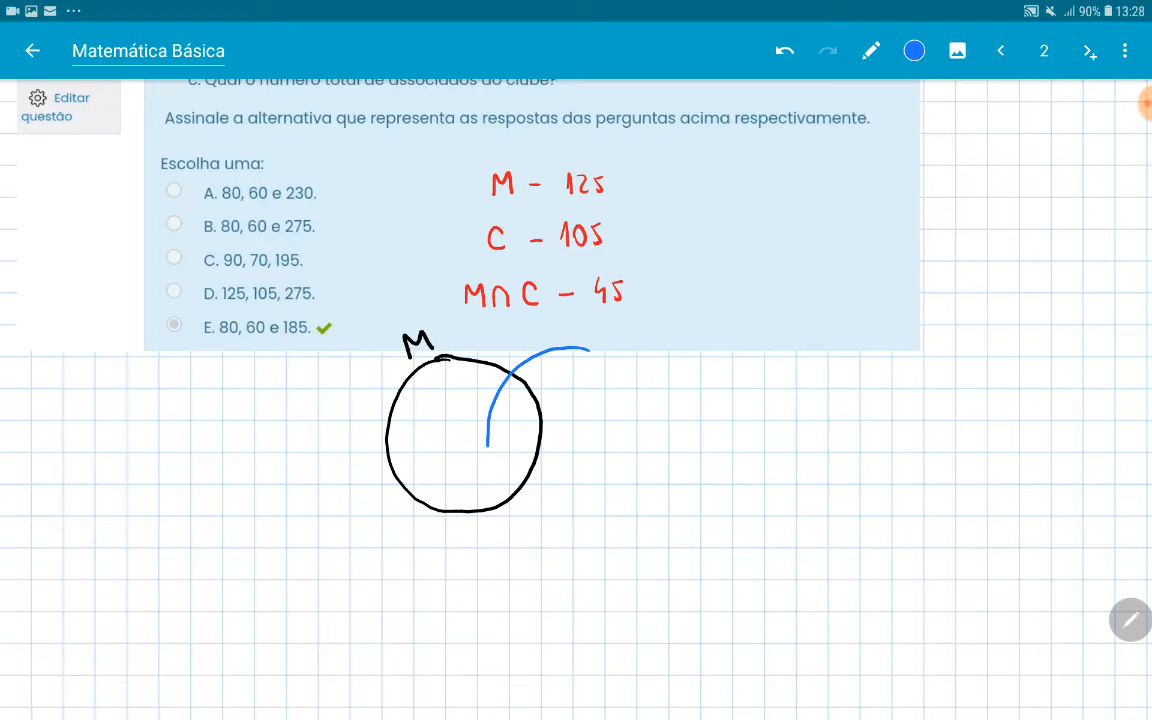 90% 13:28
Matemática Básica
2
c. Qual o número total de associados do clube?
Editar
questão
Assinale a alternativa que representa as respostas das perguntas acima respectivamente.
Escolha uma:
A. 80, 60 e 230.
B. 80, 60 e 275.
C. 90, 70, 195.
D. 125, 105, 275.
E. 80, 60 e 185.
M - 125
C - 105
M∩C - 45
M